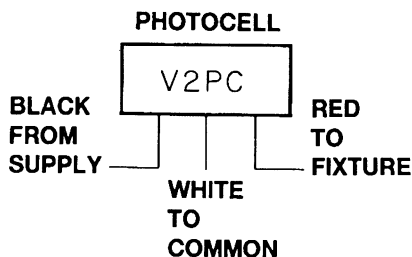 PHOTOCELL
V2PC
BLACK
FROM
SUPPLY
WHITE
TO
COMMON
RED
TO
FIXTURE